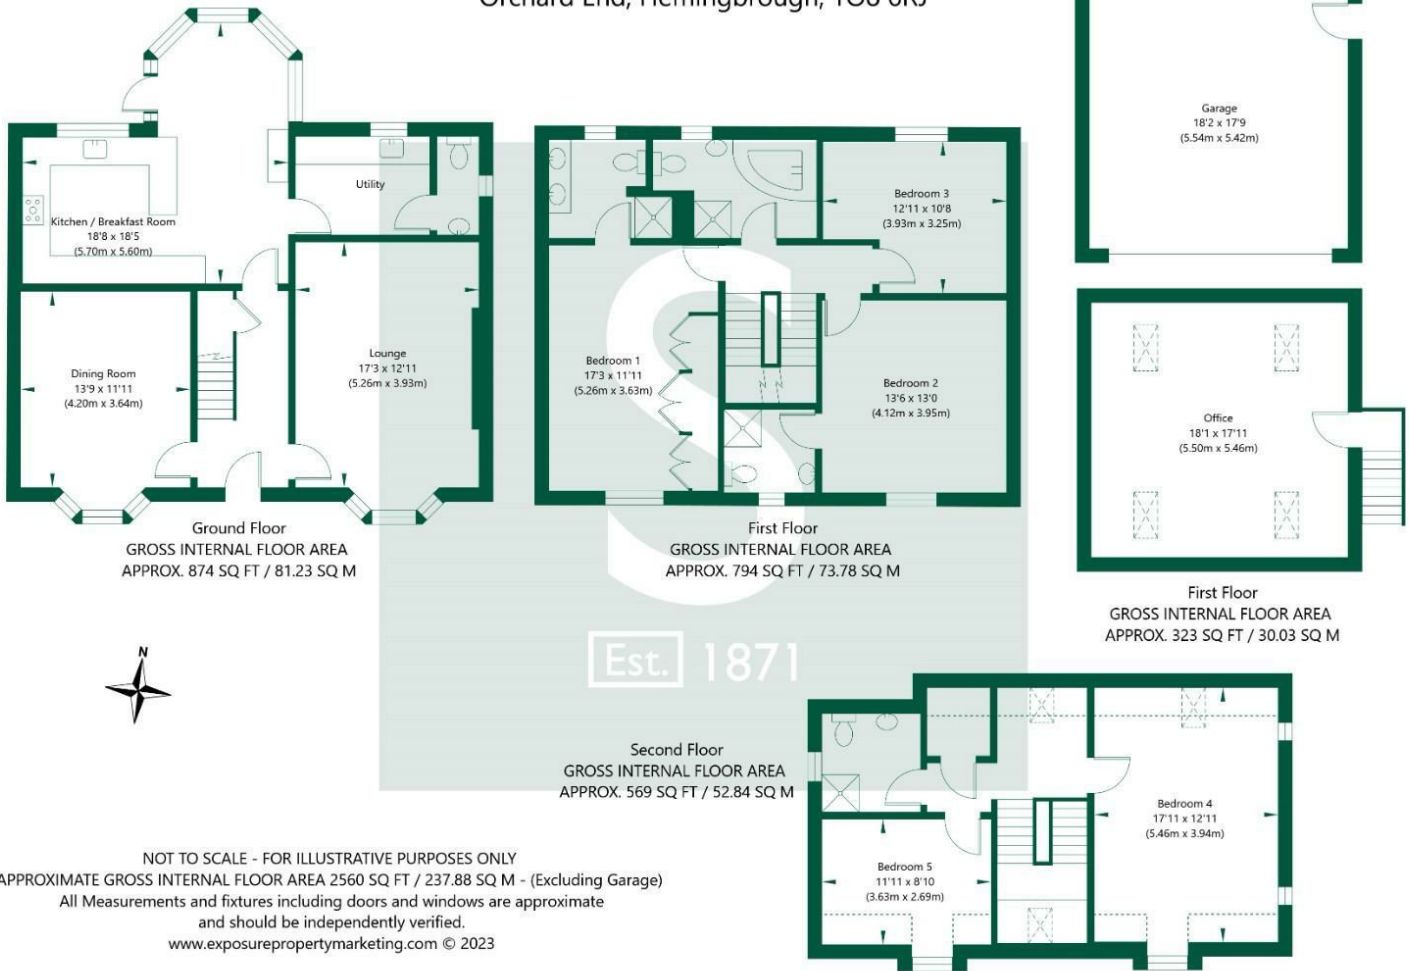 Orchard End, Hemingbrough, YO8 6RJ
Garage
18'2 x 17'9
(5.54m x 5.42m)
Kitchen / Breakfast Room
18'8 x 18'5
(5.70m x 5.60m)
Utility
Dining Room
13'9 x 11'11
(4.20m x 3.64m)
Lounge
17'3 x 12'11
(5.26m x 3.93m)
Ground Floor
GROSS INTERNAL FLOOR AREA
APPROX. 874 SQ FT / 81.23 SQ M
Bedroom 3
12'11 x 10'8
(3.93m x 3.25m)
Bedroom 1
17'3 x 11'11
(5.26m x 3.63m)
Bedroom 2
13'6 x 13'0
(4.12m x 3.95m)
First Floor
GROSS INTERNAL FLOOR AREA
APPROX. 794 SQ FT / 73.78 SQ M
Office
18'1 x 17'11
(5.50m x 5.46m)
First Floor
GROSS INTERNAL FLOOR AREA
APPROX. 323 SQ FT / 30.03 SQ M
S
Est. 1871
N
Second Floor
GROSS INTERNAL FLOOR AREA
APPROX. 569 SQ FT / 52.84 SQ M
Bedroom 4
17'11 x 12'11
(5.46m x 3.94m)
Bedroom 5
11'11 x 8'10
(3.63m x 2.69m)
NOT TO SCALE - FOR ILLUSTRATIVE PURPOSES ONLY
APPROXIMATE GROSS INTERNAL FLOOR AREA 2560 SQ FT / 237.88 SQ M - (Excluding Garage)
All Measurements and fixtures including doors and windows are approximate
and should be independently verified.
www.exposurepropertymarketing.com © 2023